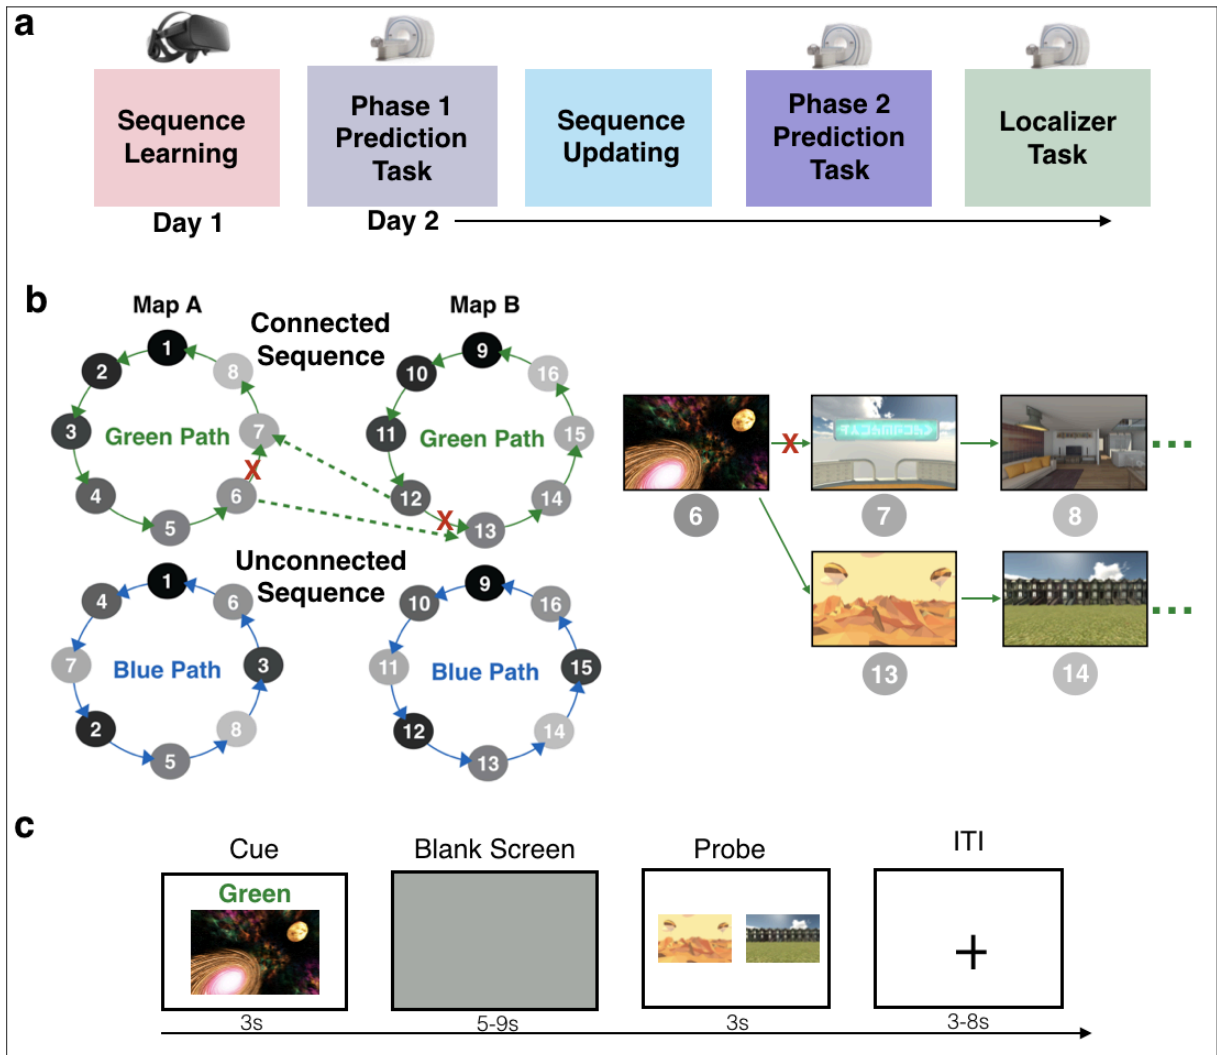 a
Sequence
Learning
Phase 1
Prediction
Task
Sequence
Updating
Phase 2
Prediction
Task
Localizer
Task
Day 1
Day 2
b
Map A
Map B
Connected
Sequence
1
2
3
4
5
6
7
8
Green Path
X
9
10
11
12
13
14
15
16
Green Path
X
Unconnected
Sequence
1
4
7
2
5
8
3
6
Blue Path
9
10
11
12
13
14
15
16
Blue Path
X
6
7
8
13
14
c
Cue
Blank Screen
Probe
ITI
Green
+
3s
5-9s
3s
3-8s